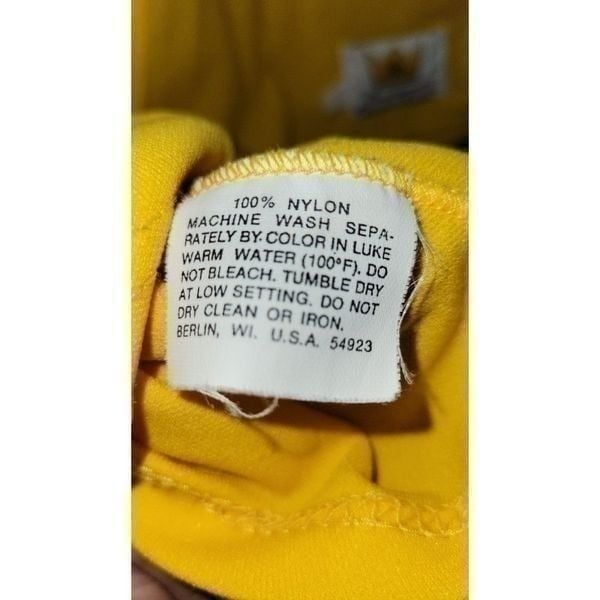 100% NYLON
MACHINE WASH SEPA-
RATELY BY COLOR IN LUKE
WARM WATER (100°F). DO
NOT BLEACH. TUMBLE DRY
AT LOW SETTING. DO NOT
DRY CLEAN OR IRON.
BERLIN, WI. U.S.A. 54923